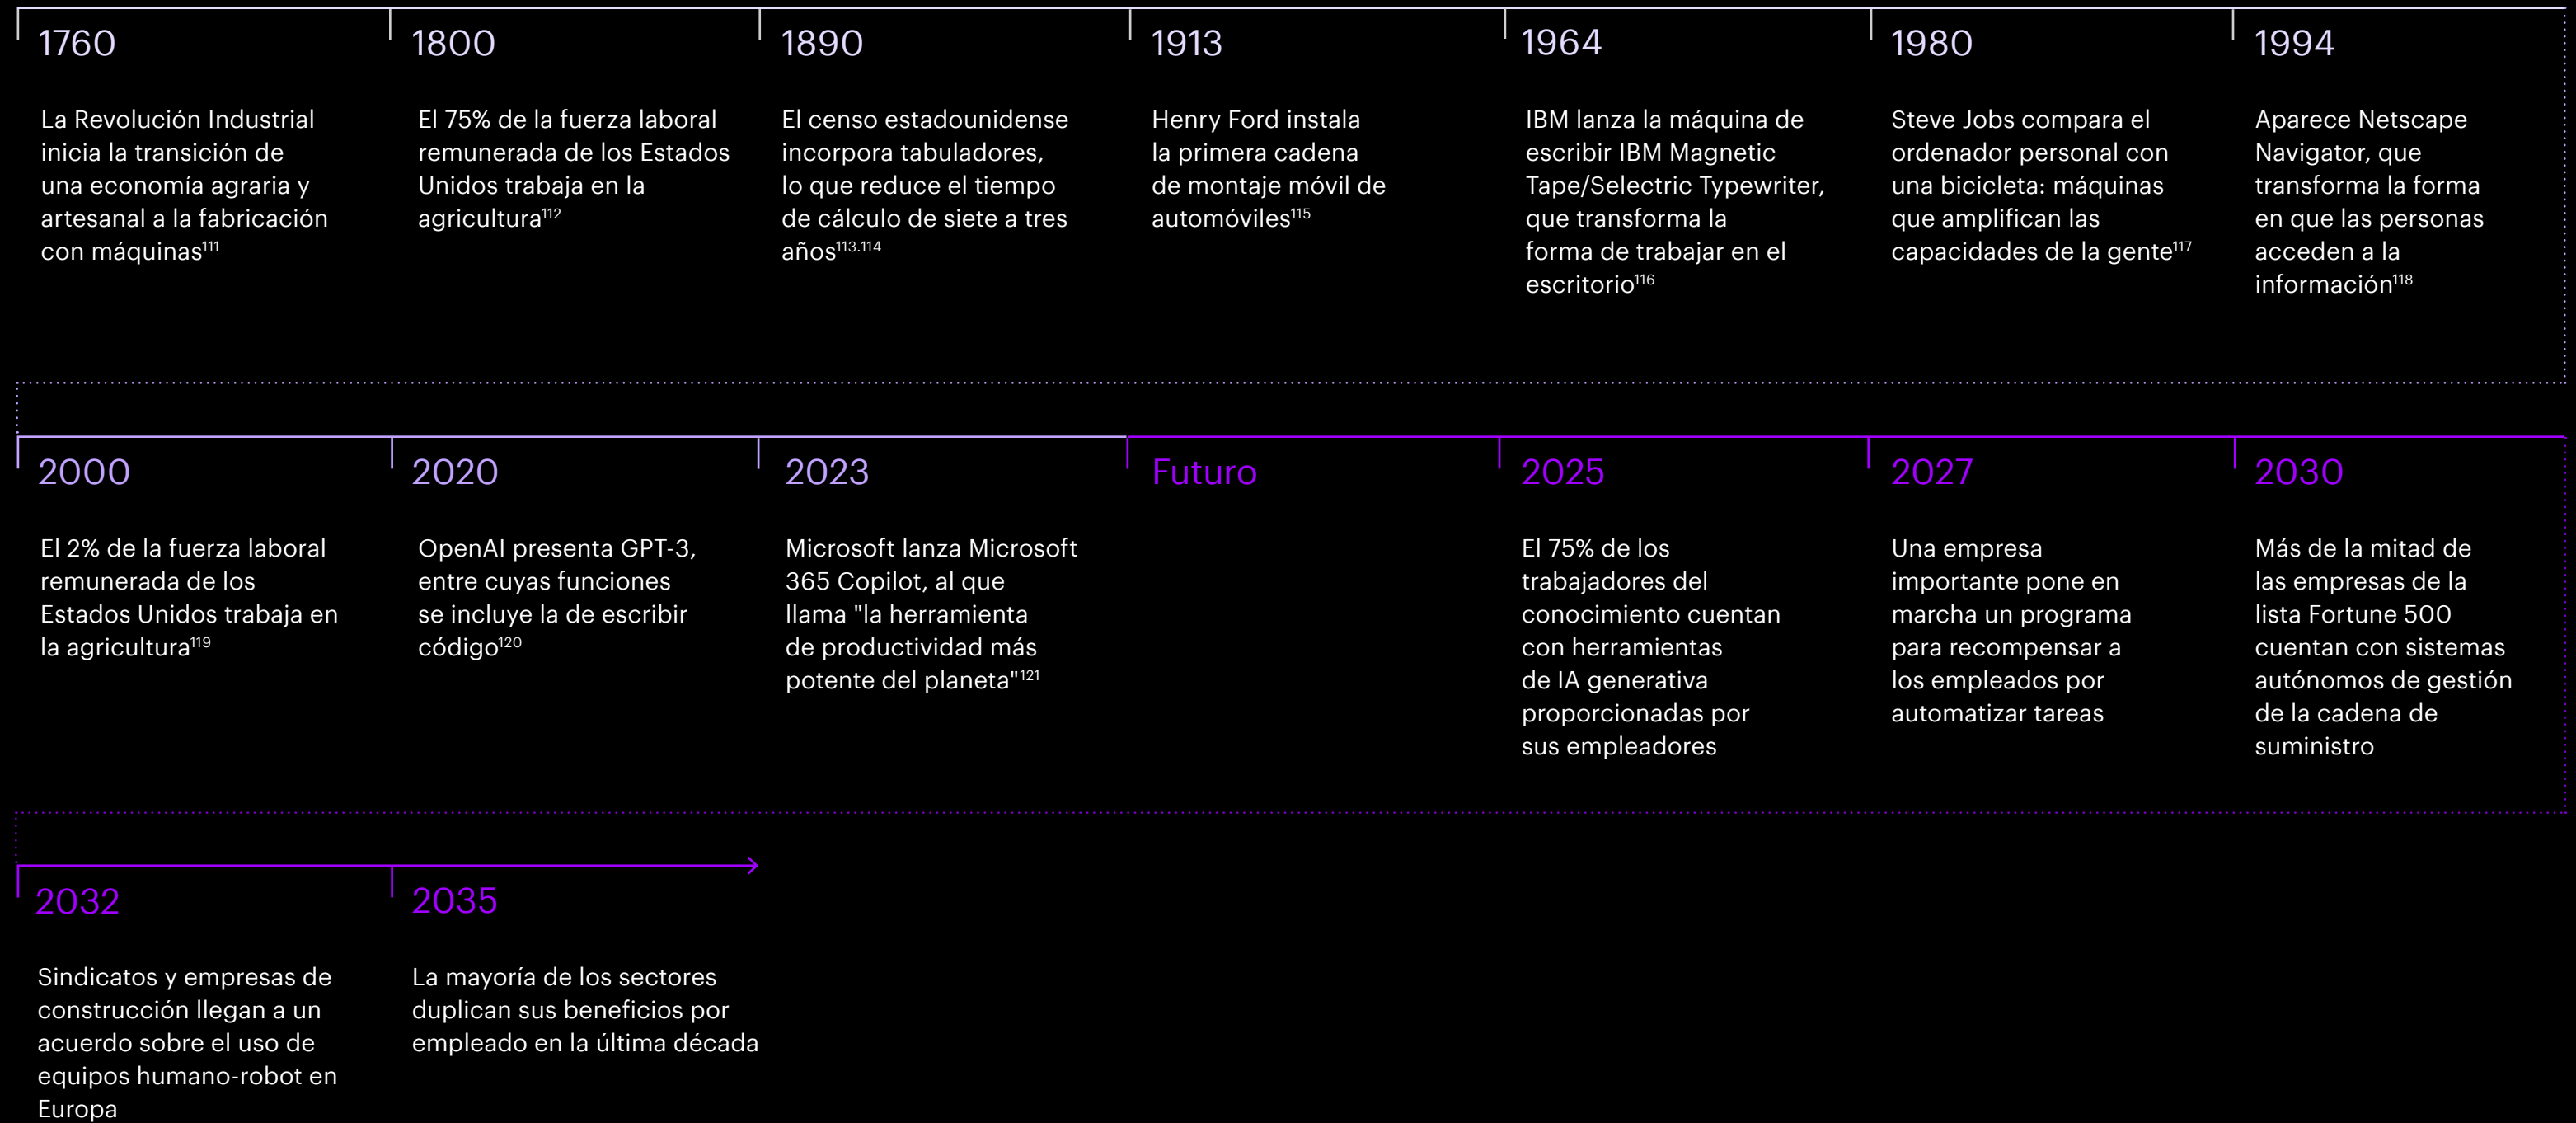 1760
La Revolución Industrial
inicia la transición de
una economía agraria y
artesanal a la fabricación
con máquinas¹¹¹
1800
El 75% de la fuerza laboral
remunerada de los Estados
Unidos trabaja en la
agricultura¹¹²
1890
El censo estadounidense
incorpora tabuladores,
lo que reduce el tiempo
de cálculo de siete a tres
años¹¹³·¹¹⁴
1913
Henry Ford instala
la primera cadena
de montaje móvil de
automóviles¹¹⁵
1964
IBM lanza la máquina de
escribir IBM Magnetic
Tape/Selectric Typewriter,
que transforma la
forma de trabajar en el
escritorio¹¹⁶
1980
Steve Jobs compara el
ordenador personal con
una bicicleta: máquinas
que amplifican las
capacidades de la gente¹¹⁷
1994
Aparece Netscape
Navigator, que
transforma la forma
en que las personas
acceden a la
información¹¹⁸
2000
El 2% de la fuerza laboral
remunerada de los
Estados Unidos trabaja en
la agricultura¹¹⁹
2020
OpenAI presenta GPT-3,
entre cuyas funciones
se incluye la de escribir
código¹²⁰
2023
Microsoft lanza Microsoft
365 Copilot, al que
llama "la herramienta
de productividad más
potente del planeta"¹²¹
Futuro
2025
El 75% de los
trabajadores del
conocimiento cuentan
con herramientas
de IA generativa
proporcionadas por
sus empleadores
2027
Una empresa
importante pone en
marcha un programa
para recompensar a
los empleados por
automatizar tareas
2030
Más de la mitad de
las empresas de la
lista Fortune 500
cuentan con sistemas
autónomos de gestión
de la cadena de
suministro
2032
Sindicatos y empresas de
construcción llegan a un
acuerdo sobre el uso de
equipos humano-robot en
Europa
2035
La mayoría de los sectores
duplican sus beneficios por
empleado en la última década